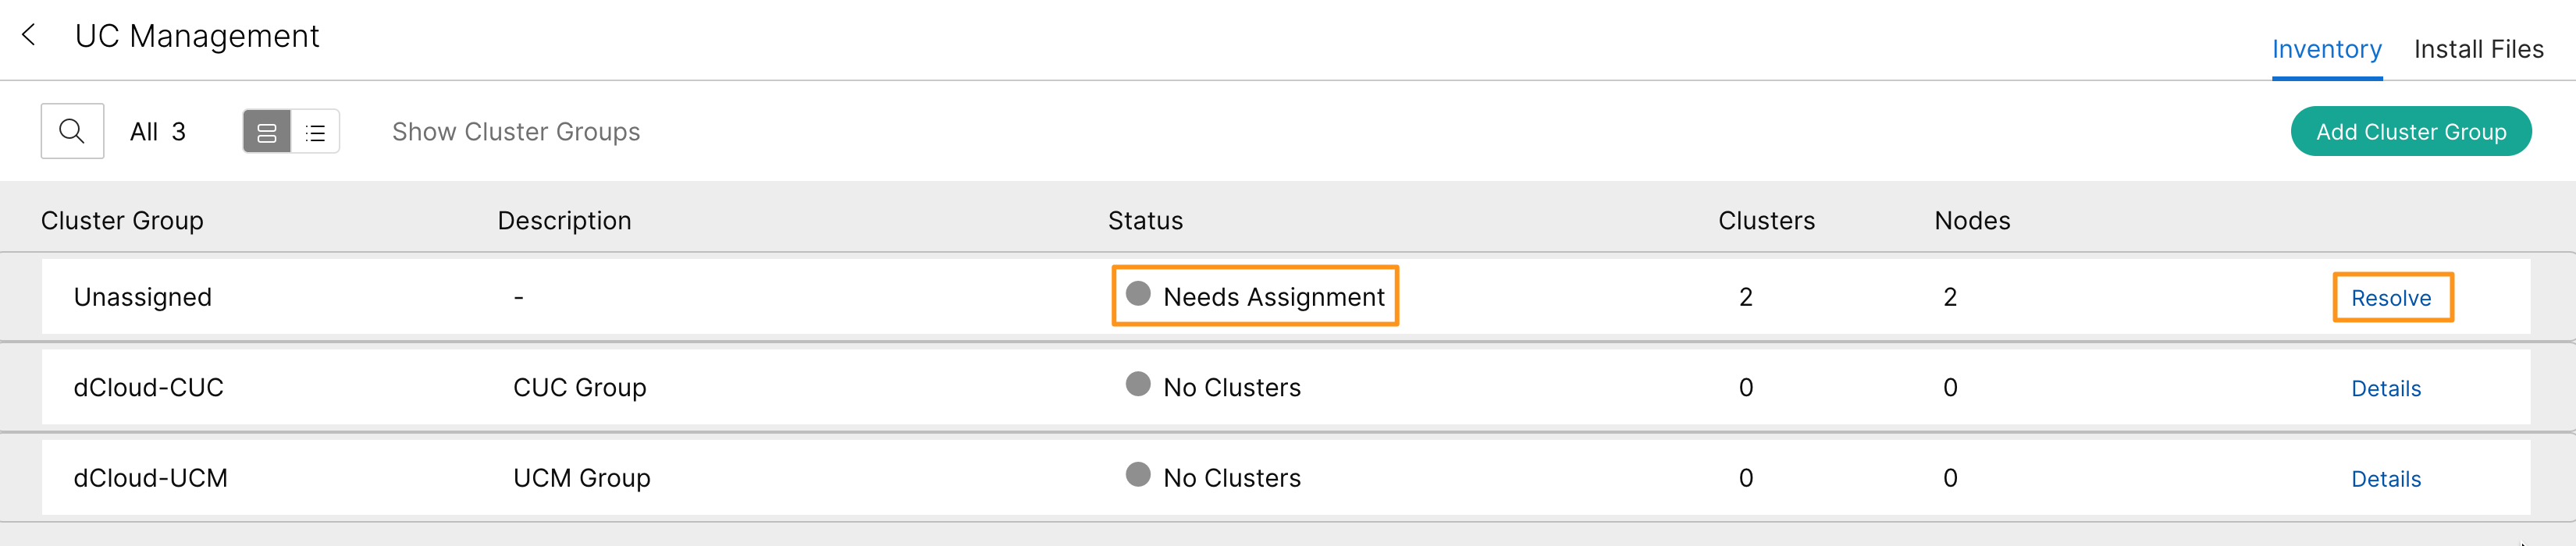 UC Management
Inventory Install Files
All 3 Show Cluster Groups Add Cluster Group
Cluster Group Description Status Clusters Nodes
Unassigned - Needs Assignment 2 2 Resolve
dCloud-CUC CUC Group No Clusters 0 0 Details
dCloud-UCM UCM Group No Clusters 0 0 Details